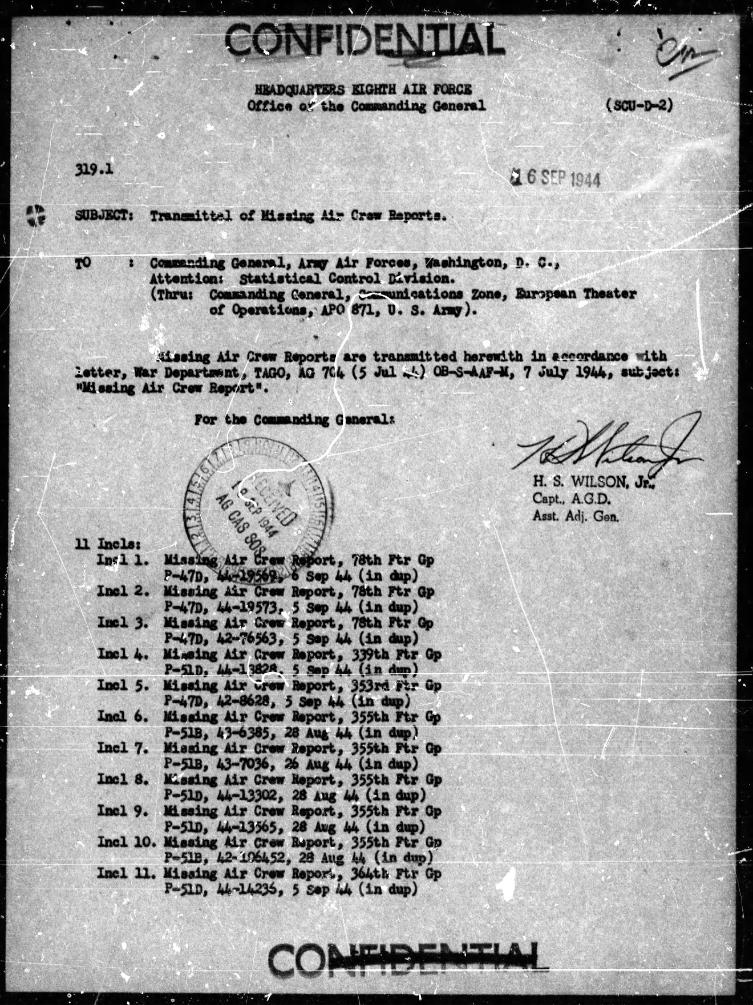 CONFIDENTIAL
HEADQUARTERS EIGHTH AIR FORCE
Office of the Commanding General (SCU-D-2)
319.1
16 SEP 1944
SUBJECT: Transmittel of Missing Air Crew Reports.
TO : Commanding General, Army Air Forces, Washington, D. C.,
Attention: Statistical Control Division.
(Thru: Commanding General, Communications Zone, European Theater
of Operations, APO 871, U. S. Army).
Missing Air Crew Reports are transmitted herewith in accordance with
letter, War Department, TAGO, AG 704 (5 Jul 44) OB-S-AAF-M, 7 July 1944, subject:
"Missing Air Crew Report".
For the Commanding General:
H. S. WILSON, Jr.,
Capt., A.G.D.
Asst. Adj. Gen.
RECEIVED
19 SEP 1944
AG CAS SOS
11 Incls:
Incl 1. Missing Air Crew Report, 78th Ftr Gp
P-47D, 44-19569, 6 Sep 44 (in dup)
Incl 2. Missing Air Crew Report, 78th Ftr Gp
P-47D, 44-19573, 5 Sep 44 (in dup)
Incl 3. Missing Air Crew Report, 78th Ftr Gp
P-47D, 42-76563, 5 Sep 44 (in dup)
Incl 4. Missing Air Crew Report, 339th Ftr Gp
P-51D, 44-13828, 5 Sep 44 (in dup)
Incl 5. Missing Air Crew Report, 353rd Ftr Gp
P-47D, 42-8628, 5 Sep 44 (in dup)
Incl 6. Missing Air Crew Report, 355th Ftr Gp
P-51B, 43-6385, 28 Aug 44 (in dup)
Incl 7. Missing Air Crew Report, 355th Ftr Gp
P-51B, 43-7036, 26 Aug 44 (in dup)
Incl 8. Missing Air Crew Report, 355th Ftr Gp
P-51D, 44-13302, 28 Aug 44 (in dup)
Incl 9. Missing Air Crew Report, 355th Ftr Gp
P-51D, 44-13565, 28 Aug 44 (in dup)
Incl 10. Missing Air Crew Report, 355th Ftr Gp
P-51B, 42-106452, 28 Aug 44 (in dup)
Incl 11. Missing Air Crew Report, 364th Ftr Gp
P-51D, 44-14236, 5 Sep 44 (in dup)
CONFIDENTIAL